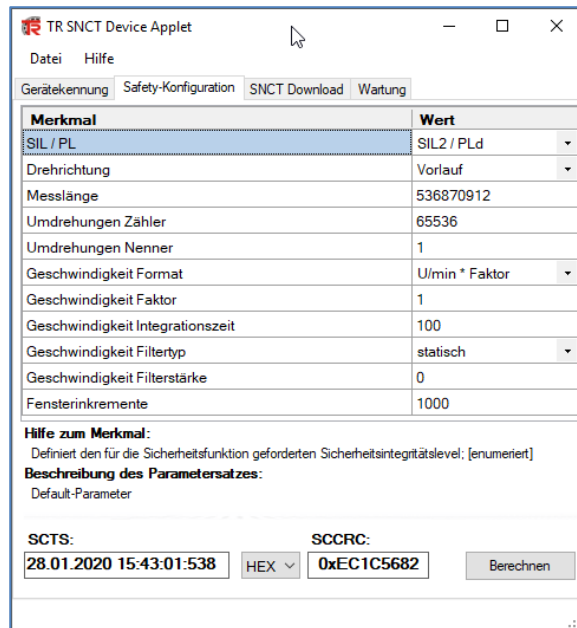 TR SNCT Device Applet
Datei Hilfe
Gerätekennung Safety-Konfiguration SNCT Download Wartung
Merkmal Wert
SIL / PL SIL2 / PLd
Drehrichtung Vorlauf
Messlänge 536870912
Umdrehungen Zähler 65536
Umdrehungen Nenner 1
Geschwindigkeit Format U/min * Faktor
Geschwindigkeit Faktor 1
Geschwindigkeit Integrationszeit 100
Geschwindigkeit Filtertyp statisch
Geschwindigkeit Filterstärke 0
Fensterinkremente 1000
Hilfe zum Merkmal:
Definiert den für die Sicherheitsfunktion geforderten Sicherheitsintegritätslevel; [enumeriert]
Beschreibung des Parametersatzes:
Default-Parameter
SCTS: SCCRC:
28.01.2020 15:43:01:538 HEX 0xEC1C5682 Berechnen